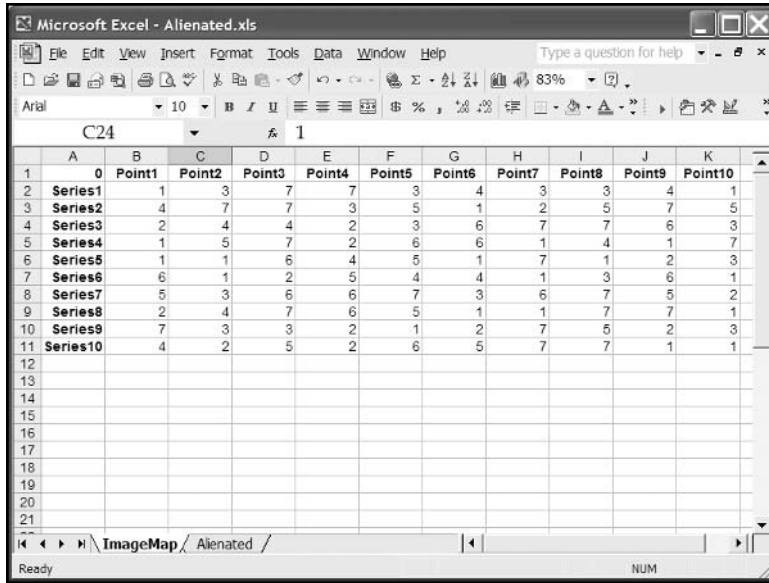 Microsoft Excel - Alienated.xls
File Edit View Insert Format Tools Data Window Help Type a question for help
83%
Arial 10 B I U $ % ,
C24 fx 1
A B C D E F G H I J K
1 0 Point1 Point2 Point3 Point4 Point5 Point6 Point7 Point8 Point9 Point10
2 Series1 1 3 7 7 3 4 3 3 4 1
3 Series2 4 7 7 3 5 1 2 5 7 5
4 Series3 2 4 4 2 3 6 7 7 6 3
5 Series4 1 5 7 2 6 6 1 4 1 7
6 Series5 1 1 6 4 5 1 7 1 2 3
7 Series6 6 1 2 5 4 4 1 3 6 1
8 Series7 5 3 6 6 7 3 6 7 5 2
9 Series8 2 4 7 6 5 1 1 7 7 1
10 Series9 7 3 3 2 1 2 7 5 2 3
11 Series10 4 2 5 2 6 5 7 7 1 1
12
13
14
15
16
17
18
19
20
21
ImageMap / Alienated /
Ready NUM